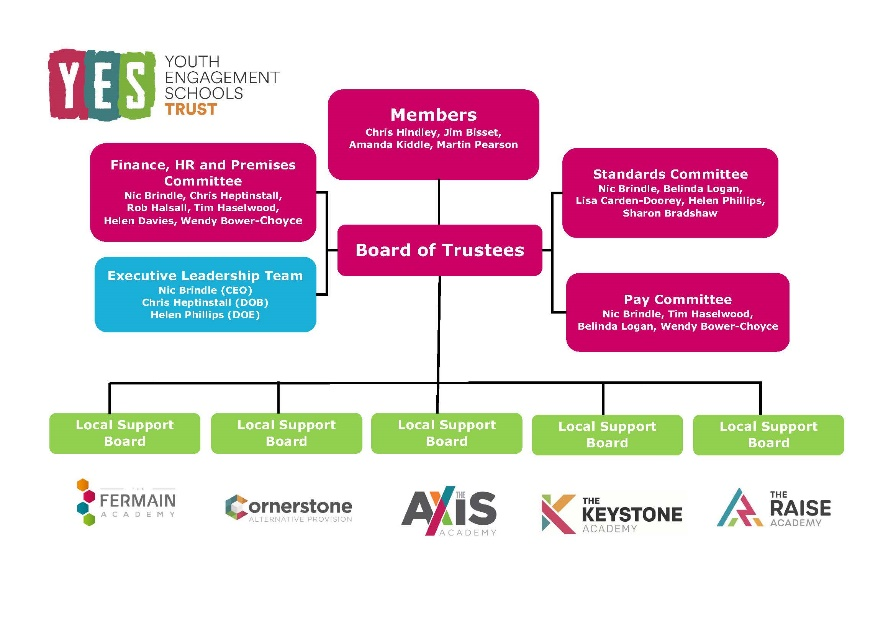 YES
YOUTH
ENGAGEMENT
SCHOOLS
TRUST
Members
Chris Hindley, Jim Bisset,
Amanda Kiddle, Martin Pearson
Finance, HR and Premises
Committee
Nic Brindle, Chris Heptinstall,
Rob Halsall, Tim Haselwood,
Helen Davies, Wendy Bower-Choyce
Standards Committee
Nic Brindle, Belinda Logan,
Lisa Carden-Doorey, Helen Phillips,
Sharon Bradshaw
Board of Trustees
Executive Leadership Team
Nic Brindle (CEO)
Chris Heptinstall (DOB)
Helen Phillips (DOE)
Pay Committee
Nic Brindle, Tim Haselwood,
Belinda Logan, Wendy Bower-Choyce
Local Support
Board
Local Support
Board
Local Support
Board
Local Support
Board
Local Support
Board
FERMAIN
ACADEMY
Cornerstone
ALTERNATIVE PROVISION
THE
AXiS
ACADEMY
THE
KEYSTONE
ACADEMY
THE
RAISE
ACADEMY